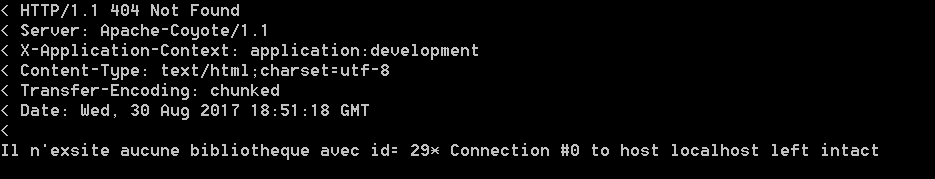 < HTTP/1.1 404 Not Found
< Server: Apache-Coyote/1.1
< X-Application-Context: application:development
< Content-Type: text/html;charset=utf-8
< Transfer-Encoding: chunked
< Date: Wed, 30 Aug 2017 18:51:18 GMT
<
Il n'exsite aucune bibliotheque avec id= 29* Connection #0 to host localhost left intact